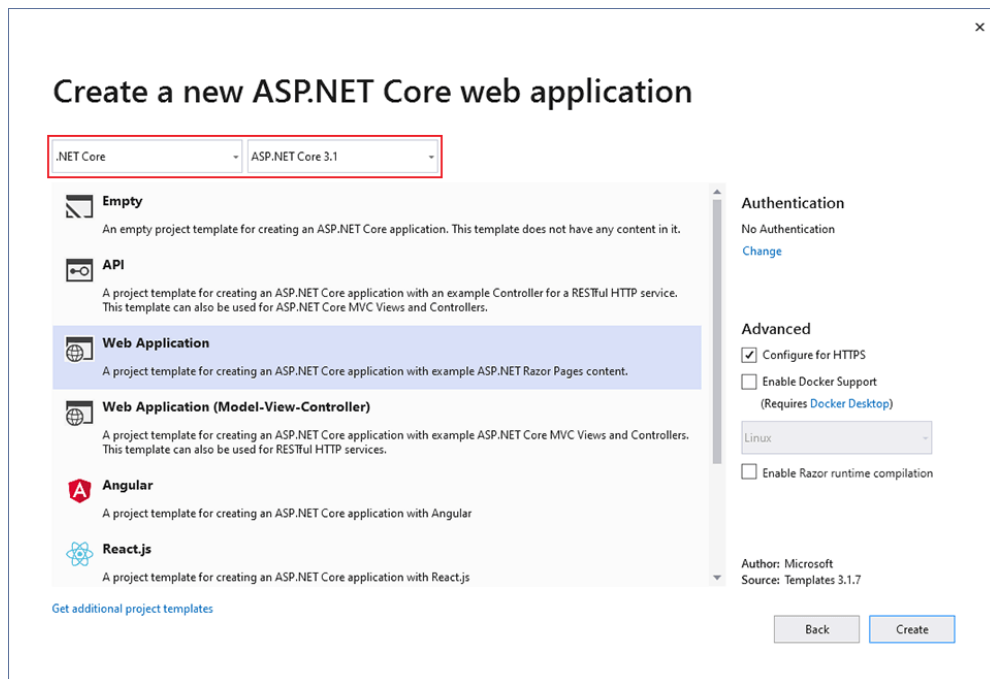 Create a new ASP.NET Core web application
.NET Core
ASP.NET Core 3.1
Empty
An empty project template for creating an ASP.NET Core application. This template does not have any content in it.
API
A project template for creating an ASP.NET Core application with an example Controller for a RESTful HTTP service.
This template can also be used for ASP.NET Core MVC Views and Controllers.
Web Application
A project template for creating an ASP.NET Core application with example ASP.NET Razor Pages content.
Web Application (Model-View-Controller)
A project template for creating an ASP.NET Core application with example ASP.NET Core MVC Views and Controllers.
This template can also be used for RESTful HTTP services.
Angular
A project template for creating an ASP.NET Core application with Angular
React.js
A project template for creating an ASP.NET Core application with React.js
Get additional project templates
Authentication
No Authentication
Change
Advanced
Configure for HTTPS
Enable Docker Support
(Requires Docker Desktop)
Linux
Enable Razor runtime compilation
Author: Microsoft
Source: Templates 3.1.7
Back
Create